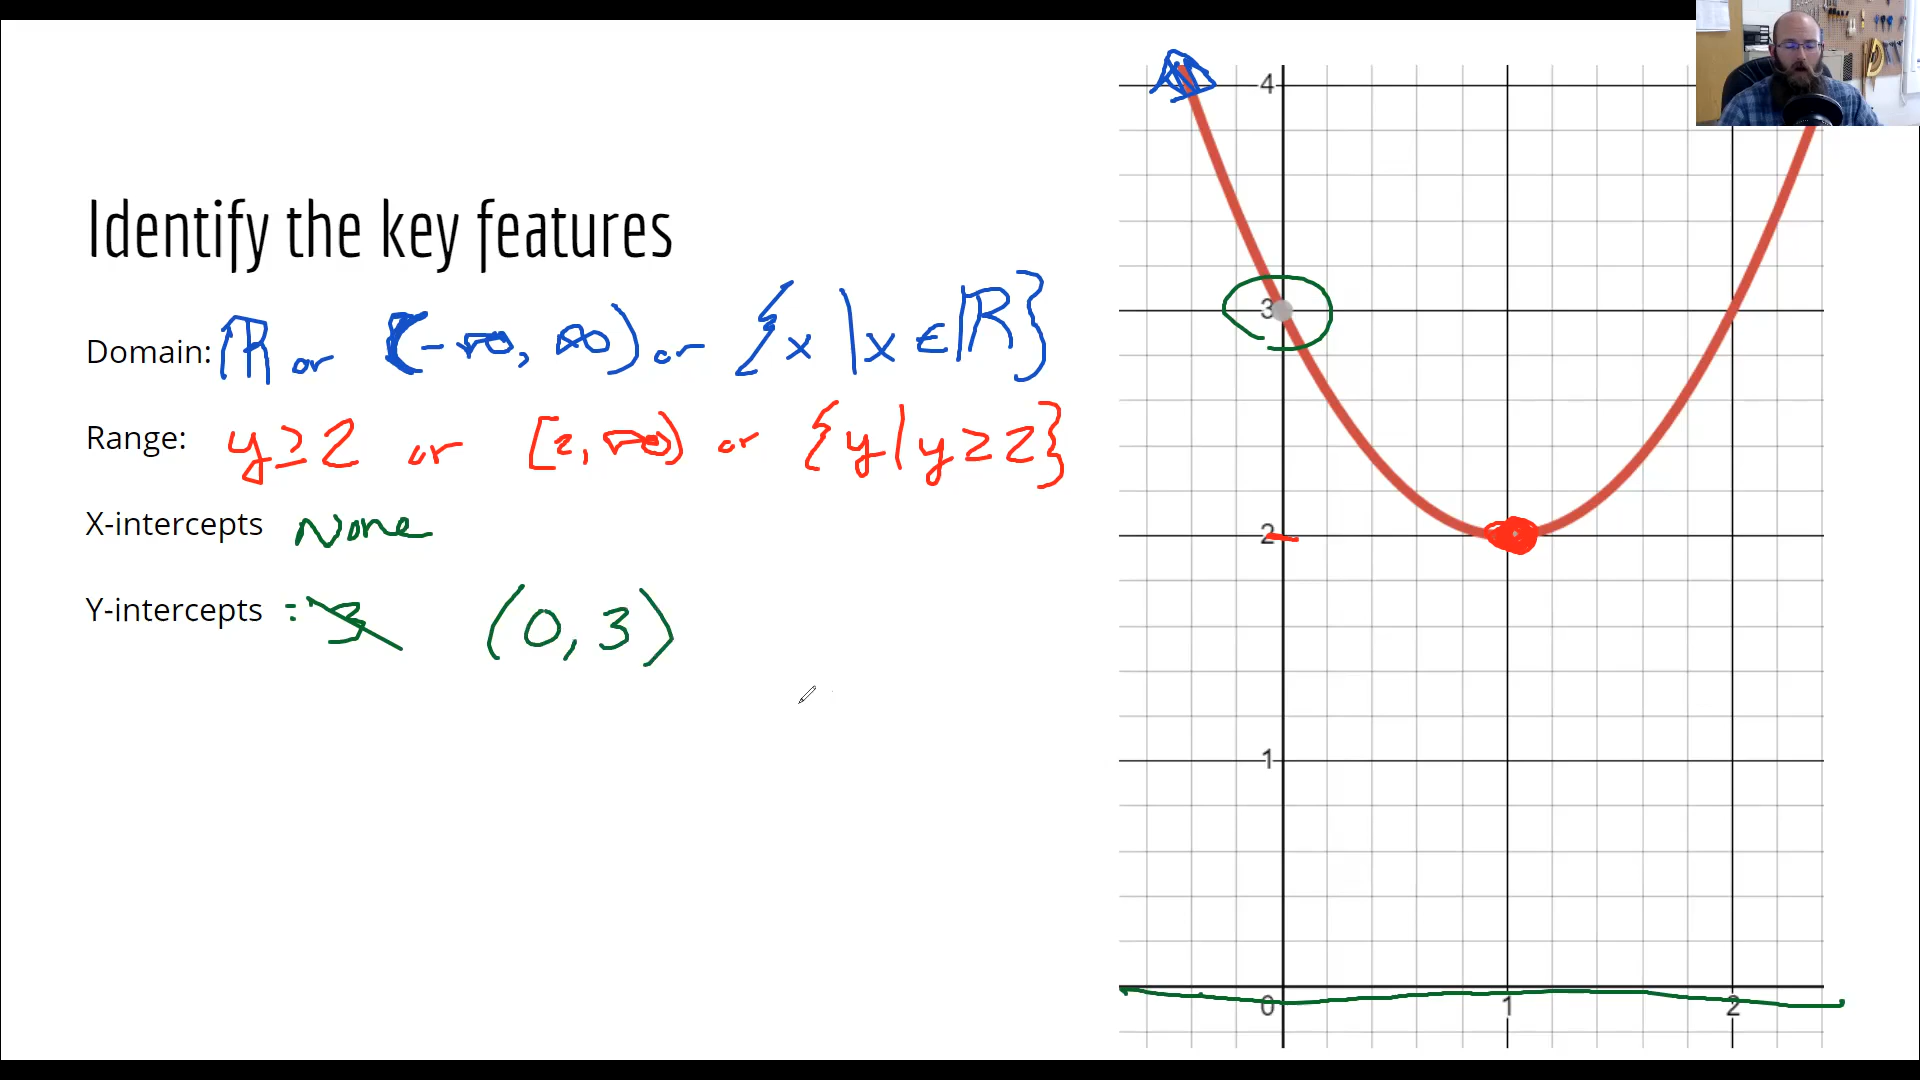 Identify the key features
Domain: ℝ or (-∞, ∞) or {x | x ∈ ℝ}
Range: y ≥ 2 or [2, ∞) or {y | y ≥ 2}
X-intercepts None
Y-intercepts : 3 (0, 3)
4
3
2
1
0 1 2